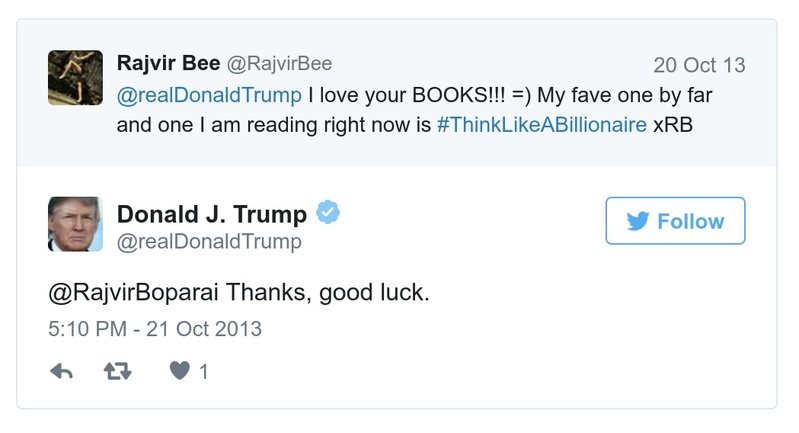 Rajvir Bee @RajvirBee 20 Oct 13
@realDonaldTrump I love your BOOKS!!! =) My fave one by far
and one I am reading right now is #ThinkLikeABillionaire xRB
Donald J. Trump
@realDonaldTrump
Follow
@RajvirBoparai Thanks, good luck.
5:10 PM - 21 Oct 2013
1